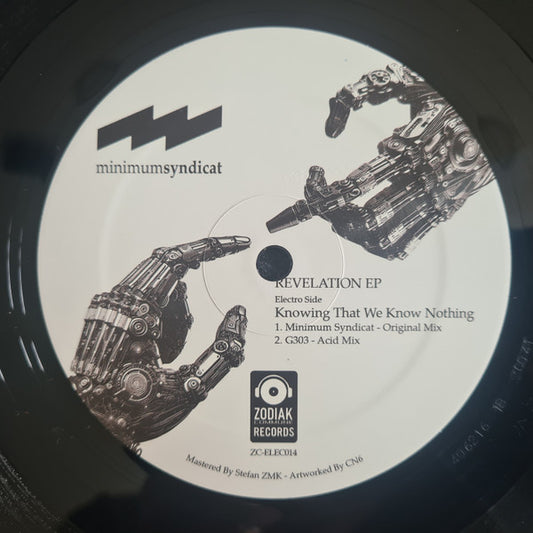 minimumsyndicat
REVELATION EP
Electro Side
Knowing That We Know Nothing
1. Minimum Syndicat - Original Mix
2. G303 - Acid Mix
ZODIAK
COMMUNE
RECORDS
ZC-ELEC014
Mastered By Stefan ZMK - Artworked By CN6